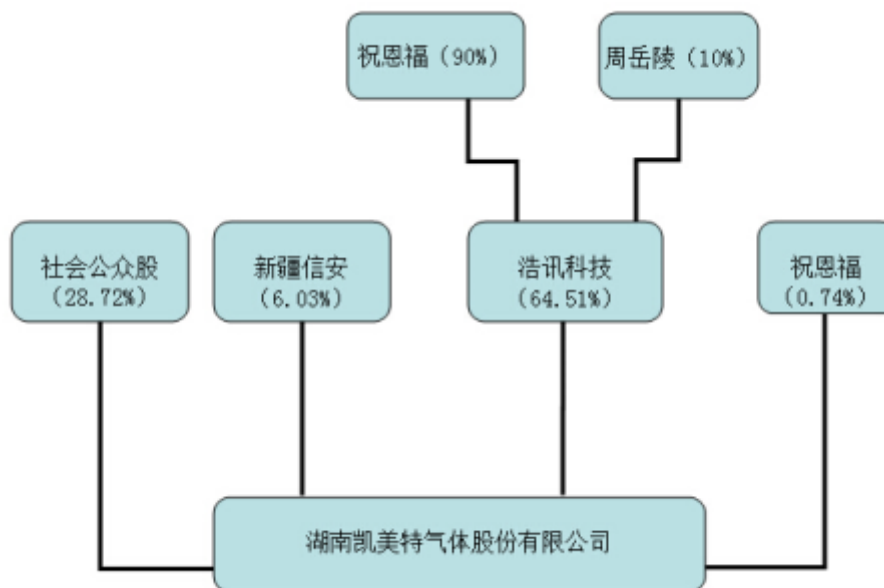 祝恩福（90%）
周岳陵（10%）
社会公众股
（28.72%）
新疆信安
（6.03%）
浩讯科技
（64.51%）
祝恩福
（0.74%）
湖南凯美特气体股份有限公司